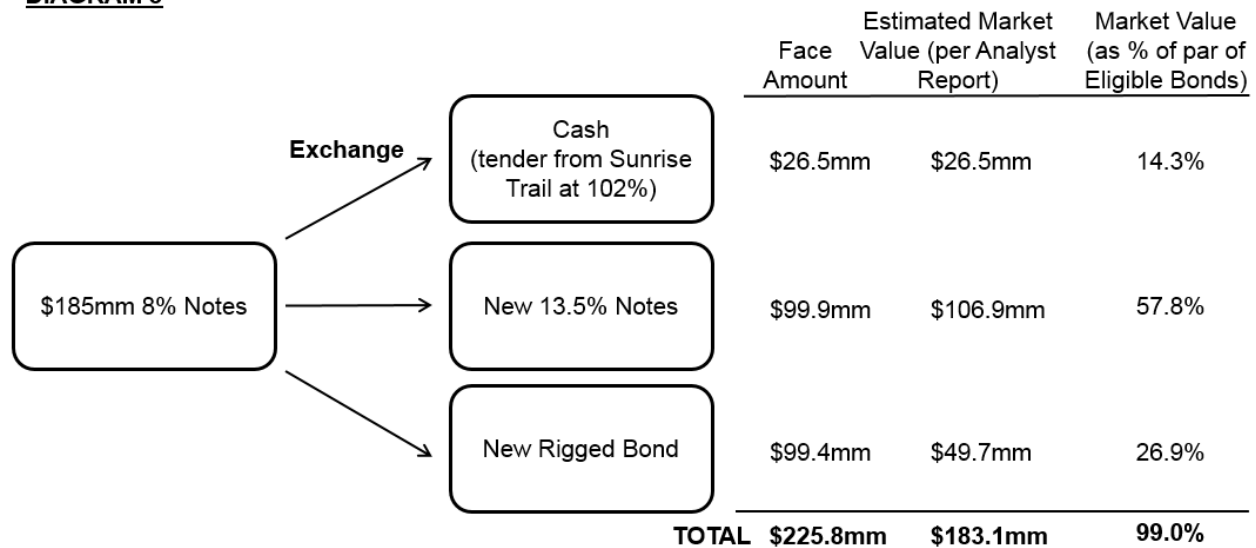 DIAGRAM 3
Face
Amount
Estimated Market
Value (per Analyst
Report)
Market Value
(as % of par of
Eligible Bonds)
Exchange
$185mm 8% Notes
Cash
(tender from Sunrise
Trail at 102%)
$26.5mm $26.5mm 14.3%
New 13.5% Notes
$99.9mm $106.9mm 57.8%
New Rigged Bond
$99.4mm $49.7mm 26.9%
TOTAL $225.8mm $183.1mm 99.0%